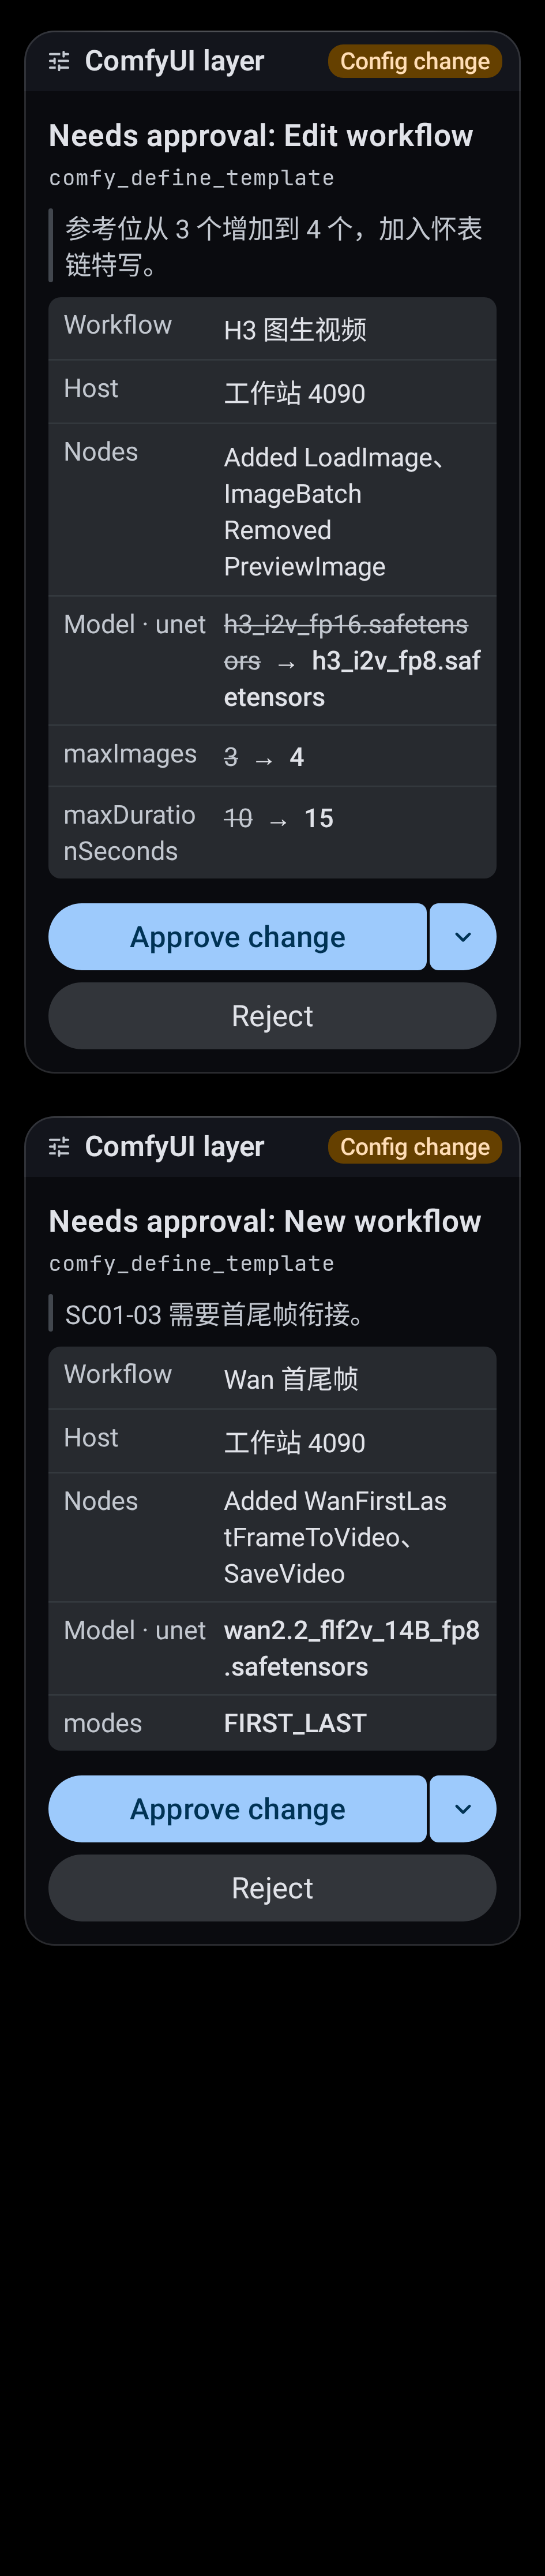 ComfyUI layer
Config change
Needs approval: Edit workflow
comfy_define_template
参考位从 3 个增加到 4 个，加入怀表
链特写。
Workflow
H3 图生视频
Host
工作站 4090
Nodes
Added LoadImage、
ImageBatch
Removed
PreviewImage
Model · unet
h3_i2v_fp16.safetens
ors → h3_i2v_fp8.saf
etensors
maxImages
3 → 4
maxDuratio
nSeconds
10 → 15
Approve change
Reject
ComfyUI layer
Config change
Needs approval: New workflow
comfy_define_template
SC01-03 需要首尾帧衔接。
Workflow
Wan 首尾帧
Host
工作站 4090
Nodes
Added WanFirstLas
tFrameToVideo、
SaveVideo
Model · unet
wan2.2_flf2v_14B_fp8
.safetensors
modes
FIRST_LAST
Approve change
Reject